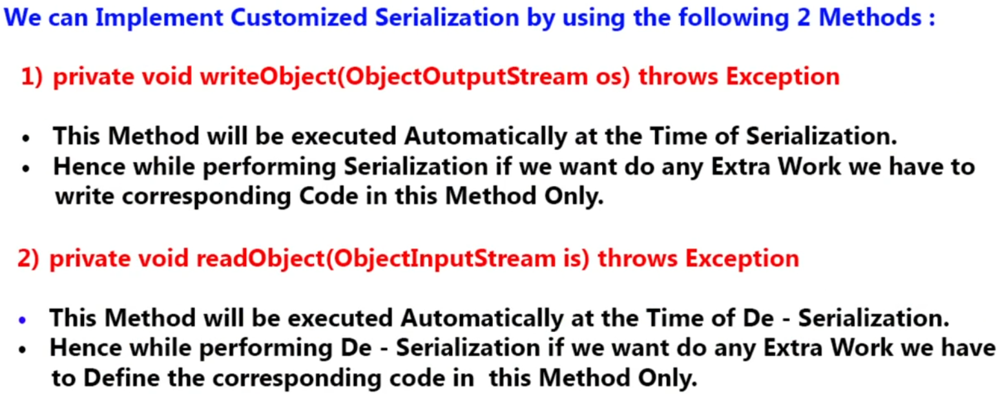 We can Implement Customized Serialization by using the following 2 Methods :
1) private void writeObject(ObjectOutputStream os) throws Exception
• This Method will be executed Automatically at the Time of Serialization.
• Hence while performing Serialization if we want do any Extra Work we have to
write corresponding Code in this Method Only.
2) private void readObject(ObjectInputStream is) throws Exception
• This Method will be executed Automatically at the Time of De - Serialization.
• Hence while performing De - Serialization if we want do any Extra Work we have
to Define the corresponding code in this Method Only.